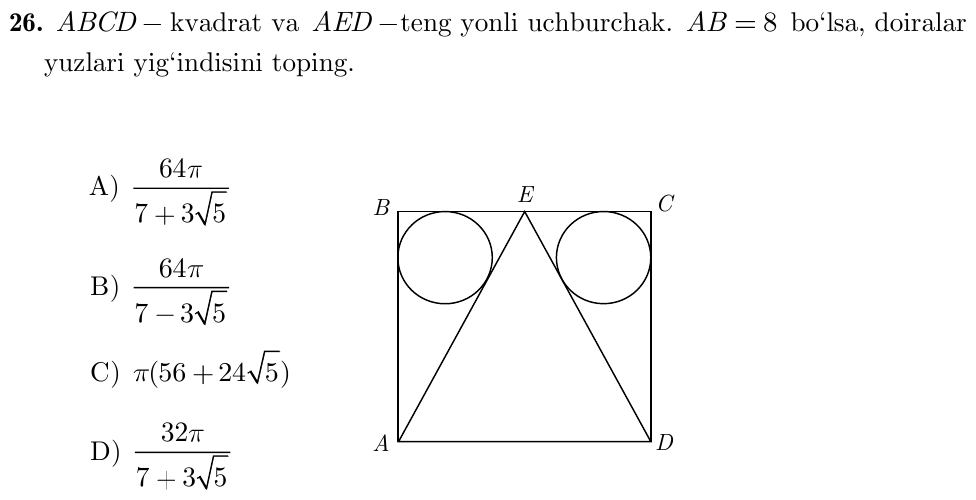 26. ABCD – kvadrat va AED –teng yonli uchburchak. AB = 8 bo‘lsa, doiralar
yuzlari yig‘indisini toping.
A) 64π / (7 + 3√5)
B) 64π / (7 − 3√5)
C) π(56 + 24√5)
D) 32π / (7 + 3√5)
B E C
A D